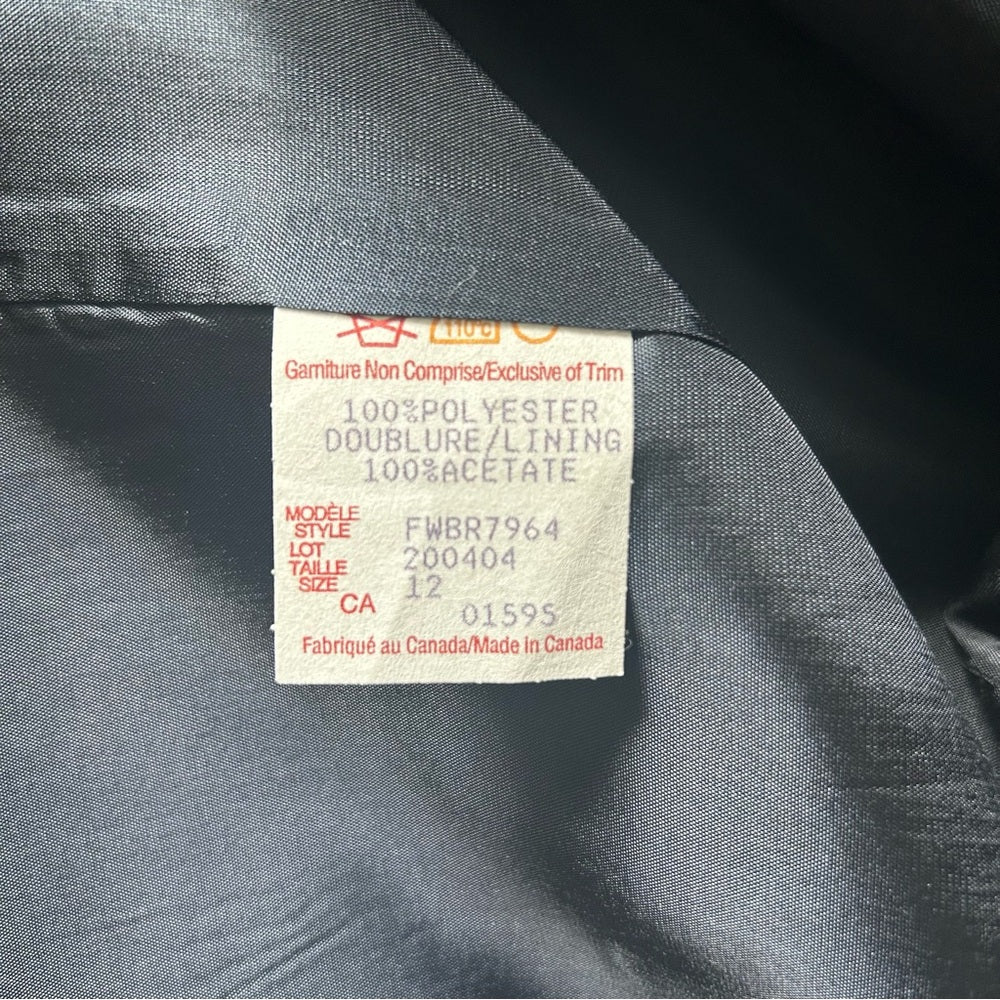 110°C
Garniture Non Comprise/Exclusive of Trim
100%POLYESTER
DOUBLURE/LINING
100%ACETATE
MODÈLE
STYLE FWBR7964
LOT 200404
TAILLE
SIZE 12
CA 01595
Fabriqué au Canada/Made in Canada